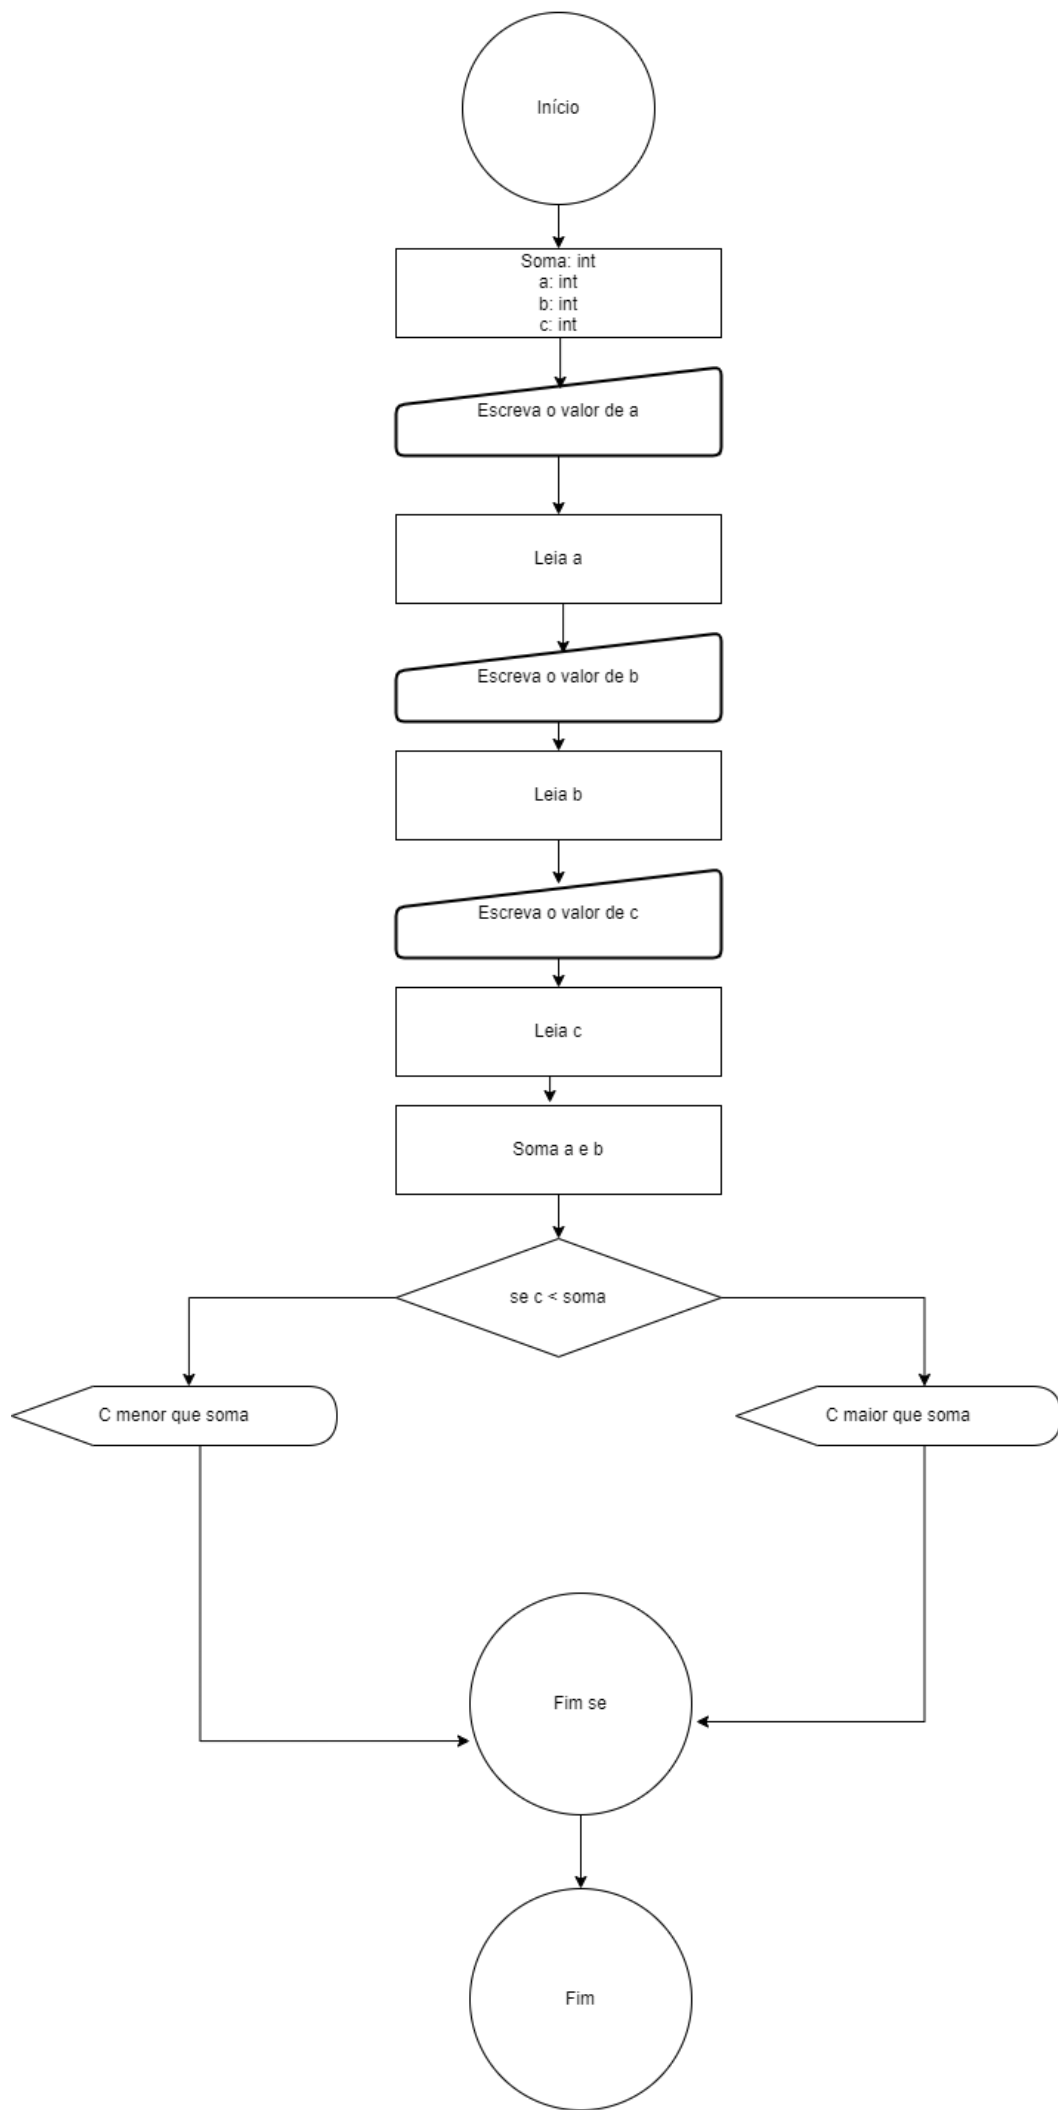 Início
Soma: int
a: int
b: int
c: int
Escreva o valor de a
Leia a
Escreva o valor de b
Leia b
Escreva o valor de c
Leia c
Soma a e b
se c < soma
C menor que soma
C maior que soma
Fim se
Fim